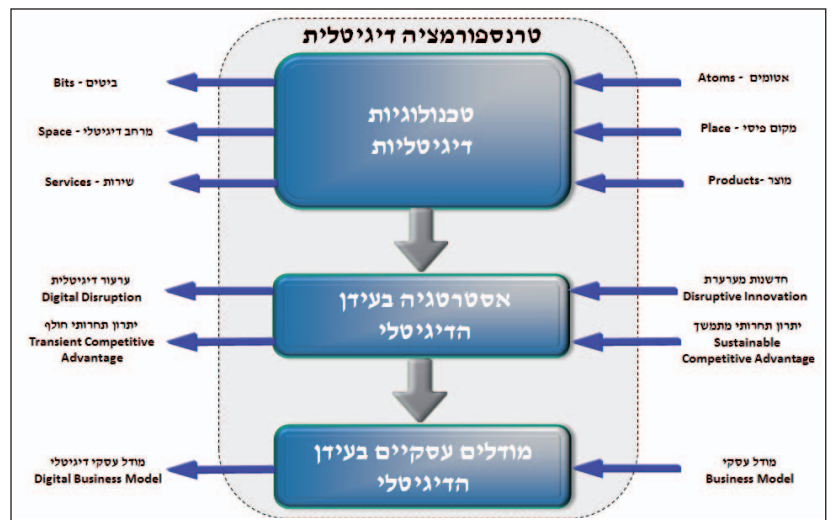 טרנספורמציה דיגיטלית
אטומים - Atoms
מקום פיסי - Place
מוצר -Products
טכנולוגיות
דיגיטליות
ביטים - Bits
מרחב דיגיטלי - Space
שירות - Services
חדשנות מערערת
Disruptive Innovation
יתרון תחרותי מתמשך
Sustainable
Competitive Advantage
אסטרטגיה בעידן
הדיגיטלי
ערעור דיגיטלית
Digital Disruption
יתרון תחרותי חולף
Transient Competitive
Advantage
מודל עסקי
Business Model
מודלים עסקיים בעידן
הדיגיטלי
מודל עסקי דיגיטלי
Digital Business Model